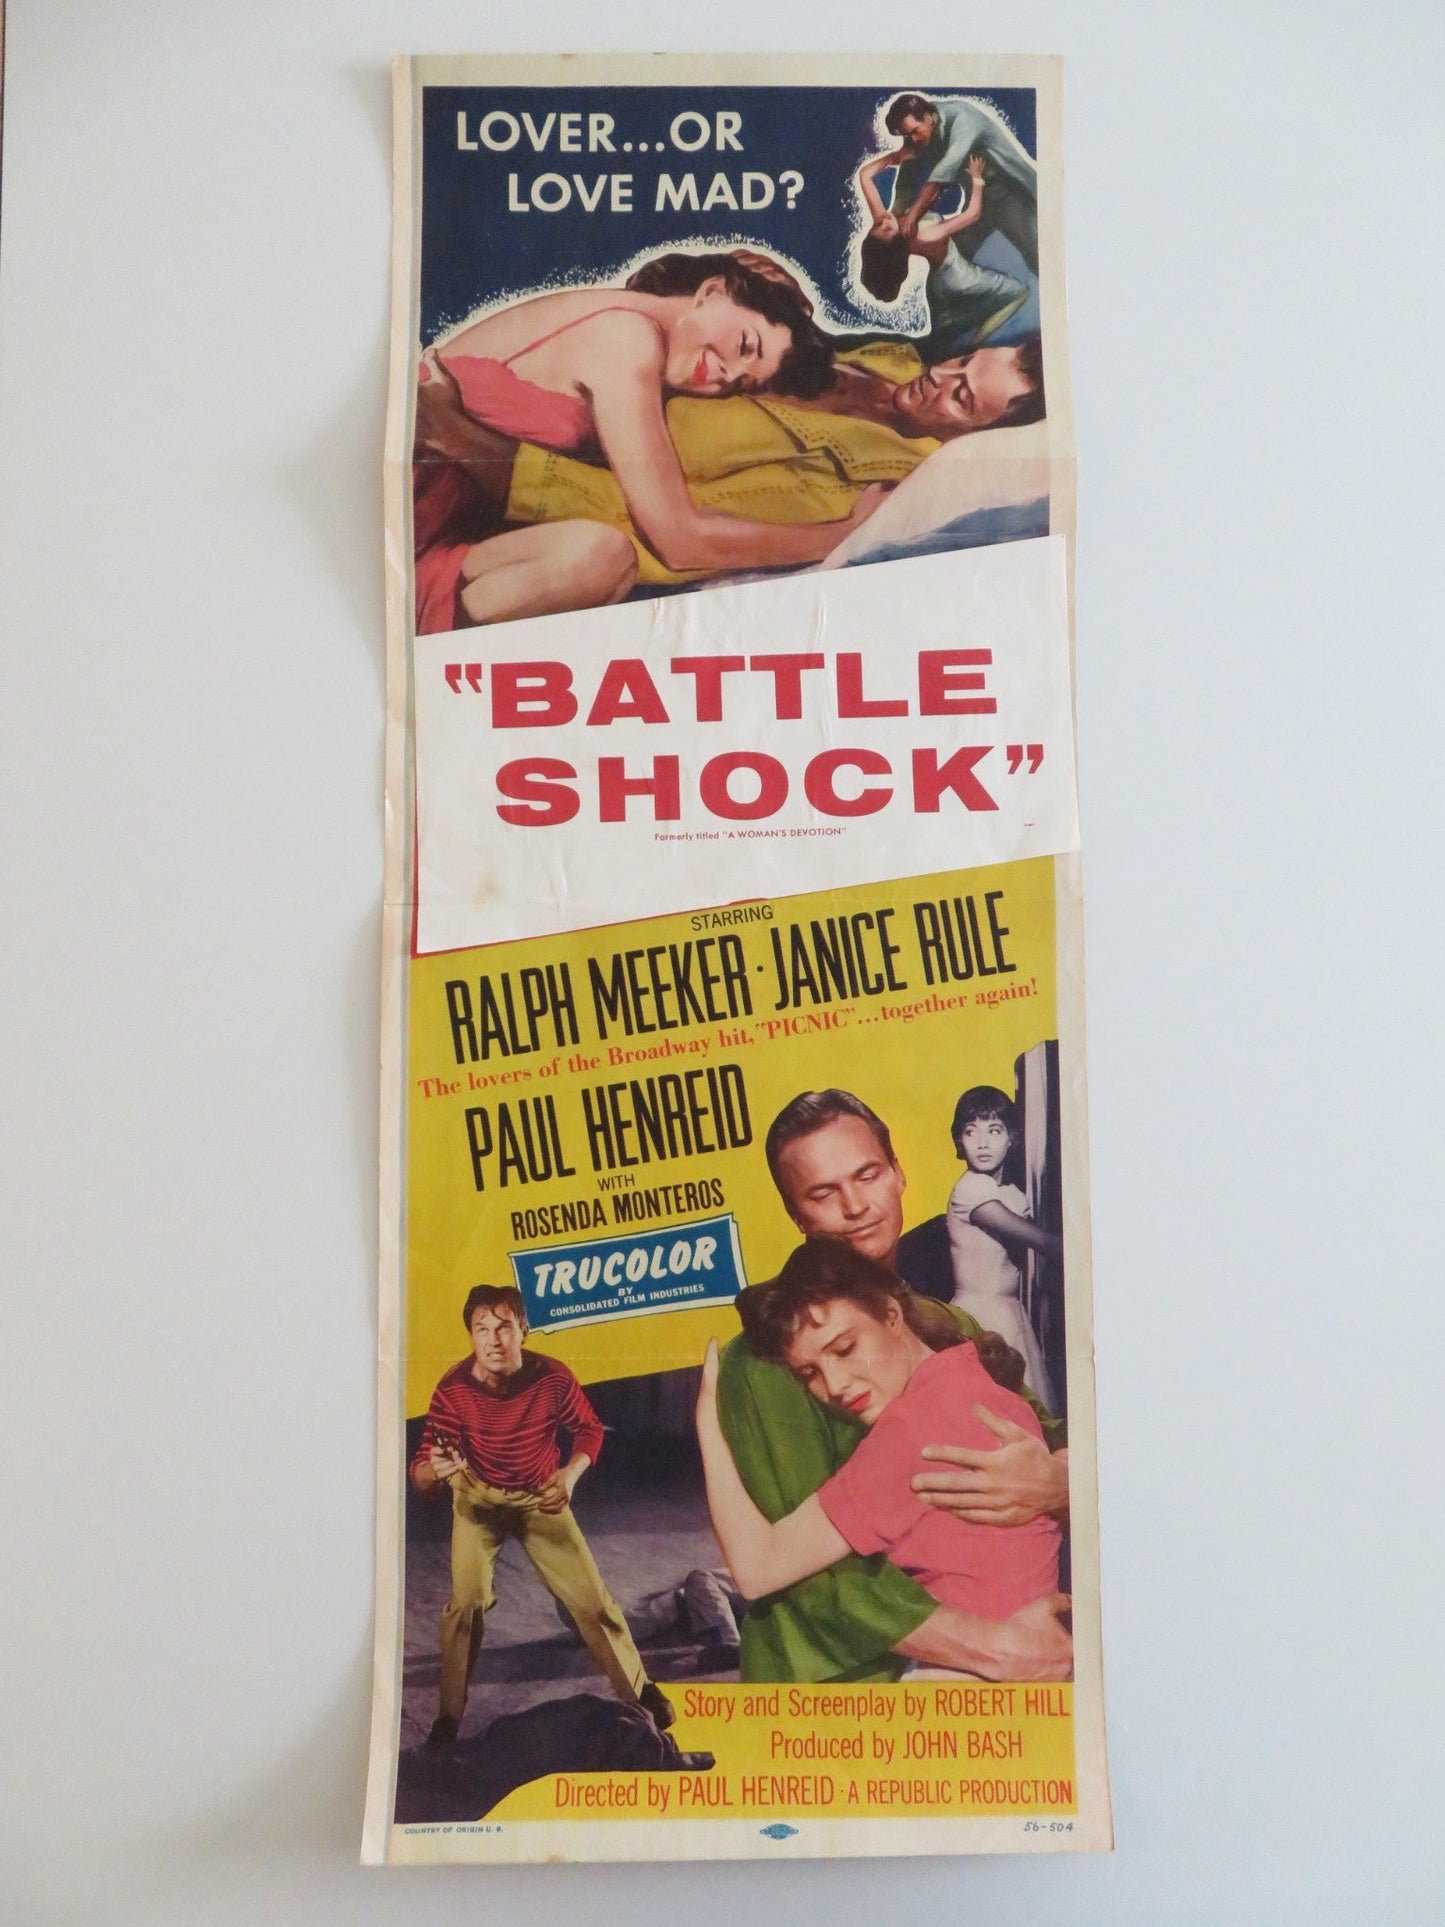 LOVER...OR
LOVE MAD?
"BATTLE
SHOCK"
Formerly titled "A WOMAN'S DEVOTION"
STARRING
RALPH MEEKER · JANICE RULE
The lovers of the Broadway hit, "PICNIC"...together again!
PAUL HENREID
WITH
ROSENDA MONTEROS
TRUCOLOR
BY
CONSOLIDATED FILM INDUSTRIES
Story and Screenplay by ROBERT HILL
Produced by JOHN BASH
Directed by PAUL HENREID · A REPUBLIC PRODUCTION
COUNTRY OF ORIGIN U. S.
56-504